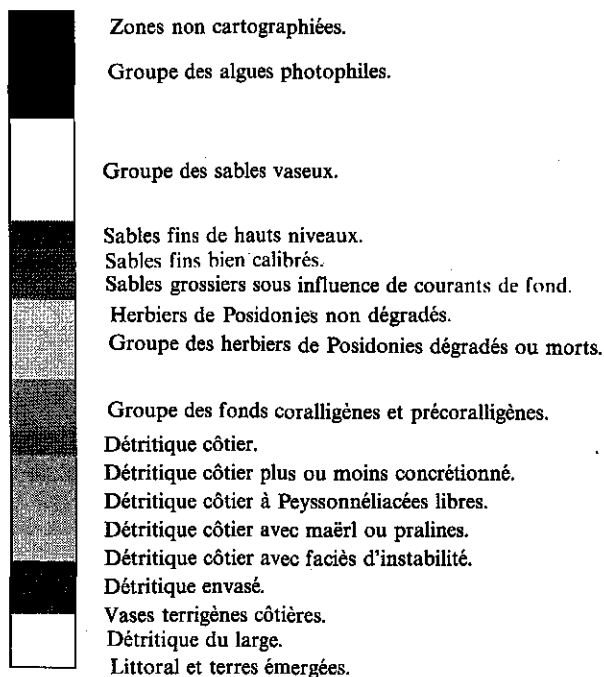 Zones non cartographiées.
Groupe des algues photophiles.
Groupe des sables vaseux.
Sables fins de hauts niveaux.
Sables fins bien calibrés.
Sables grossiers sous influence de courants de fond.
Herbiers de Posidonies non dégradés.
Groupe des herbiers de Posidonies dégradés ou morts.
Groupe des fonds coralligènes et précoralligènes.
Détritique côtier.
Détritique côtier plus ou moins concrétionné.
Détritique côtier à Peyssonnéliacées libres.
Détritique côtier avec maërl ou pralines.
Détritique côtier avec faciès d'instabilité.
Détritique envasé.
Vases terrigènes côtières.
Détritique du large.
Littoral et terres émergées.